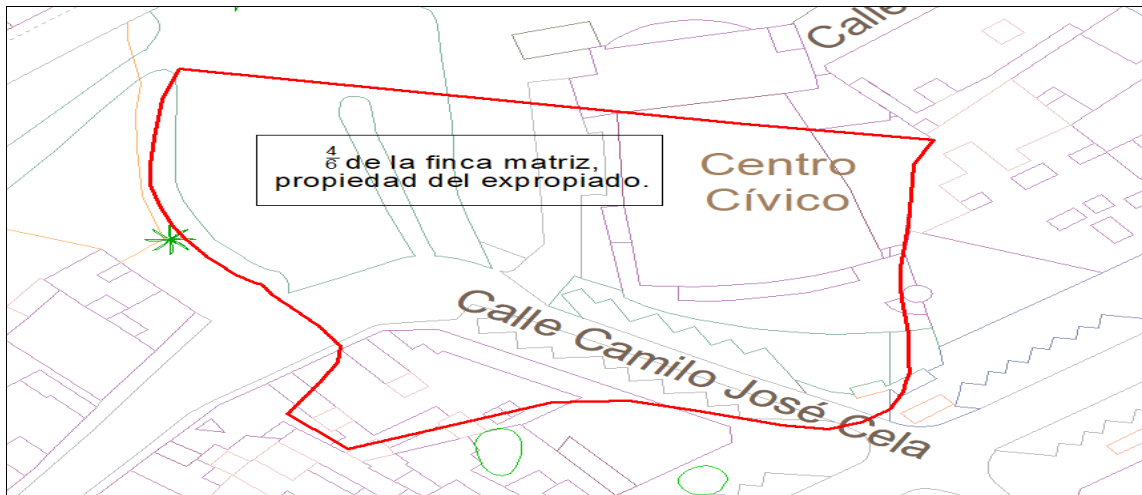 Calle
4/6 de la finca matriz,
propiedad del expropiado.
Centro
Cívico
Calle Camilo José Cela